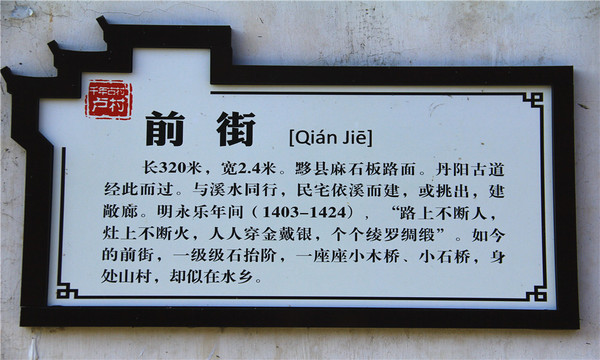 千年古村
卢村
前街 [Qián Jiē]
长320米，宽2.4米。黟县麻石板路面。丹阳古道
经此而过。与溪水同行，民宅依溪而建，或挑出，建
敞廊。明永乐年间（1403-1424），“路上不断人，
灶上不断火，人人穿金戴银，个个绫罗绸缎”。如今
的前街，一级级石抬阶，一座座小木桥、小石桥，身
处山村，却似在水乡。